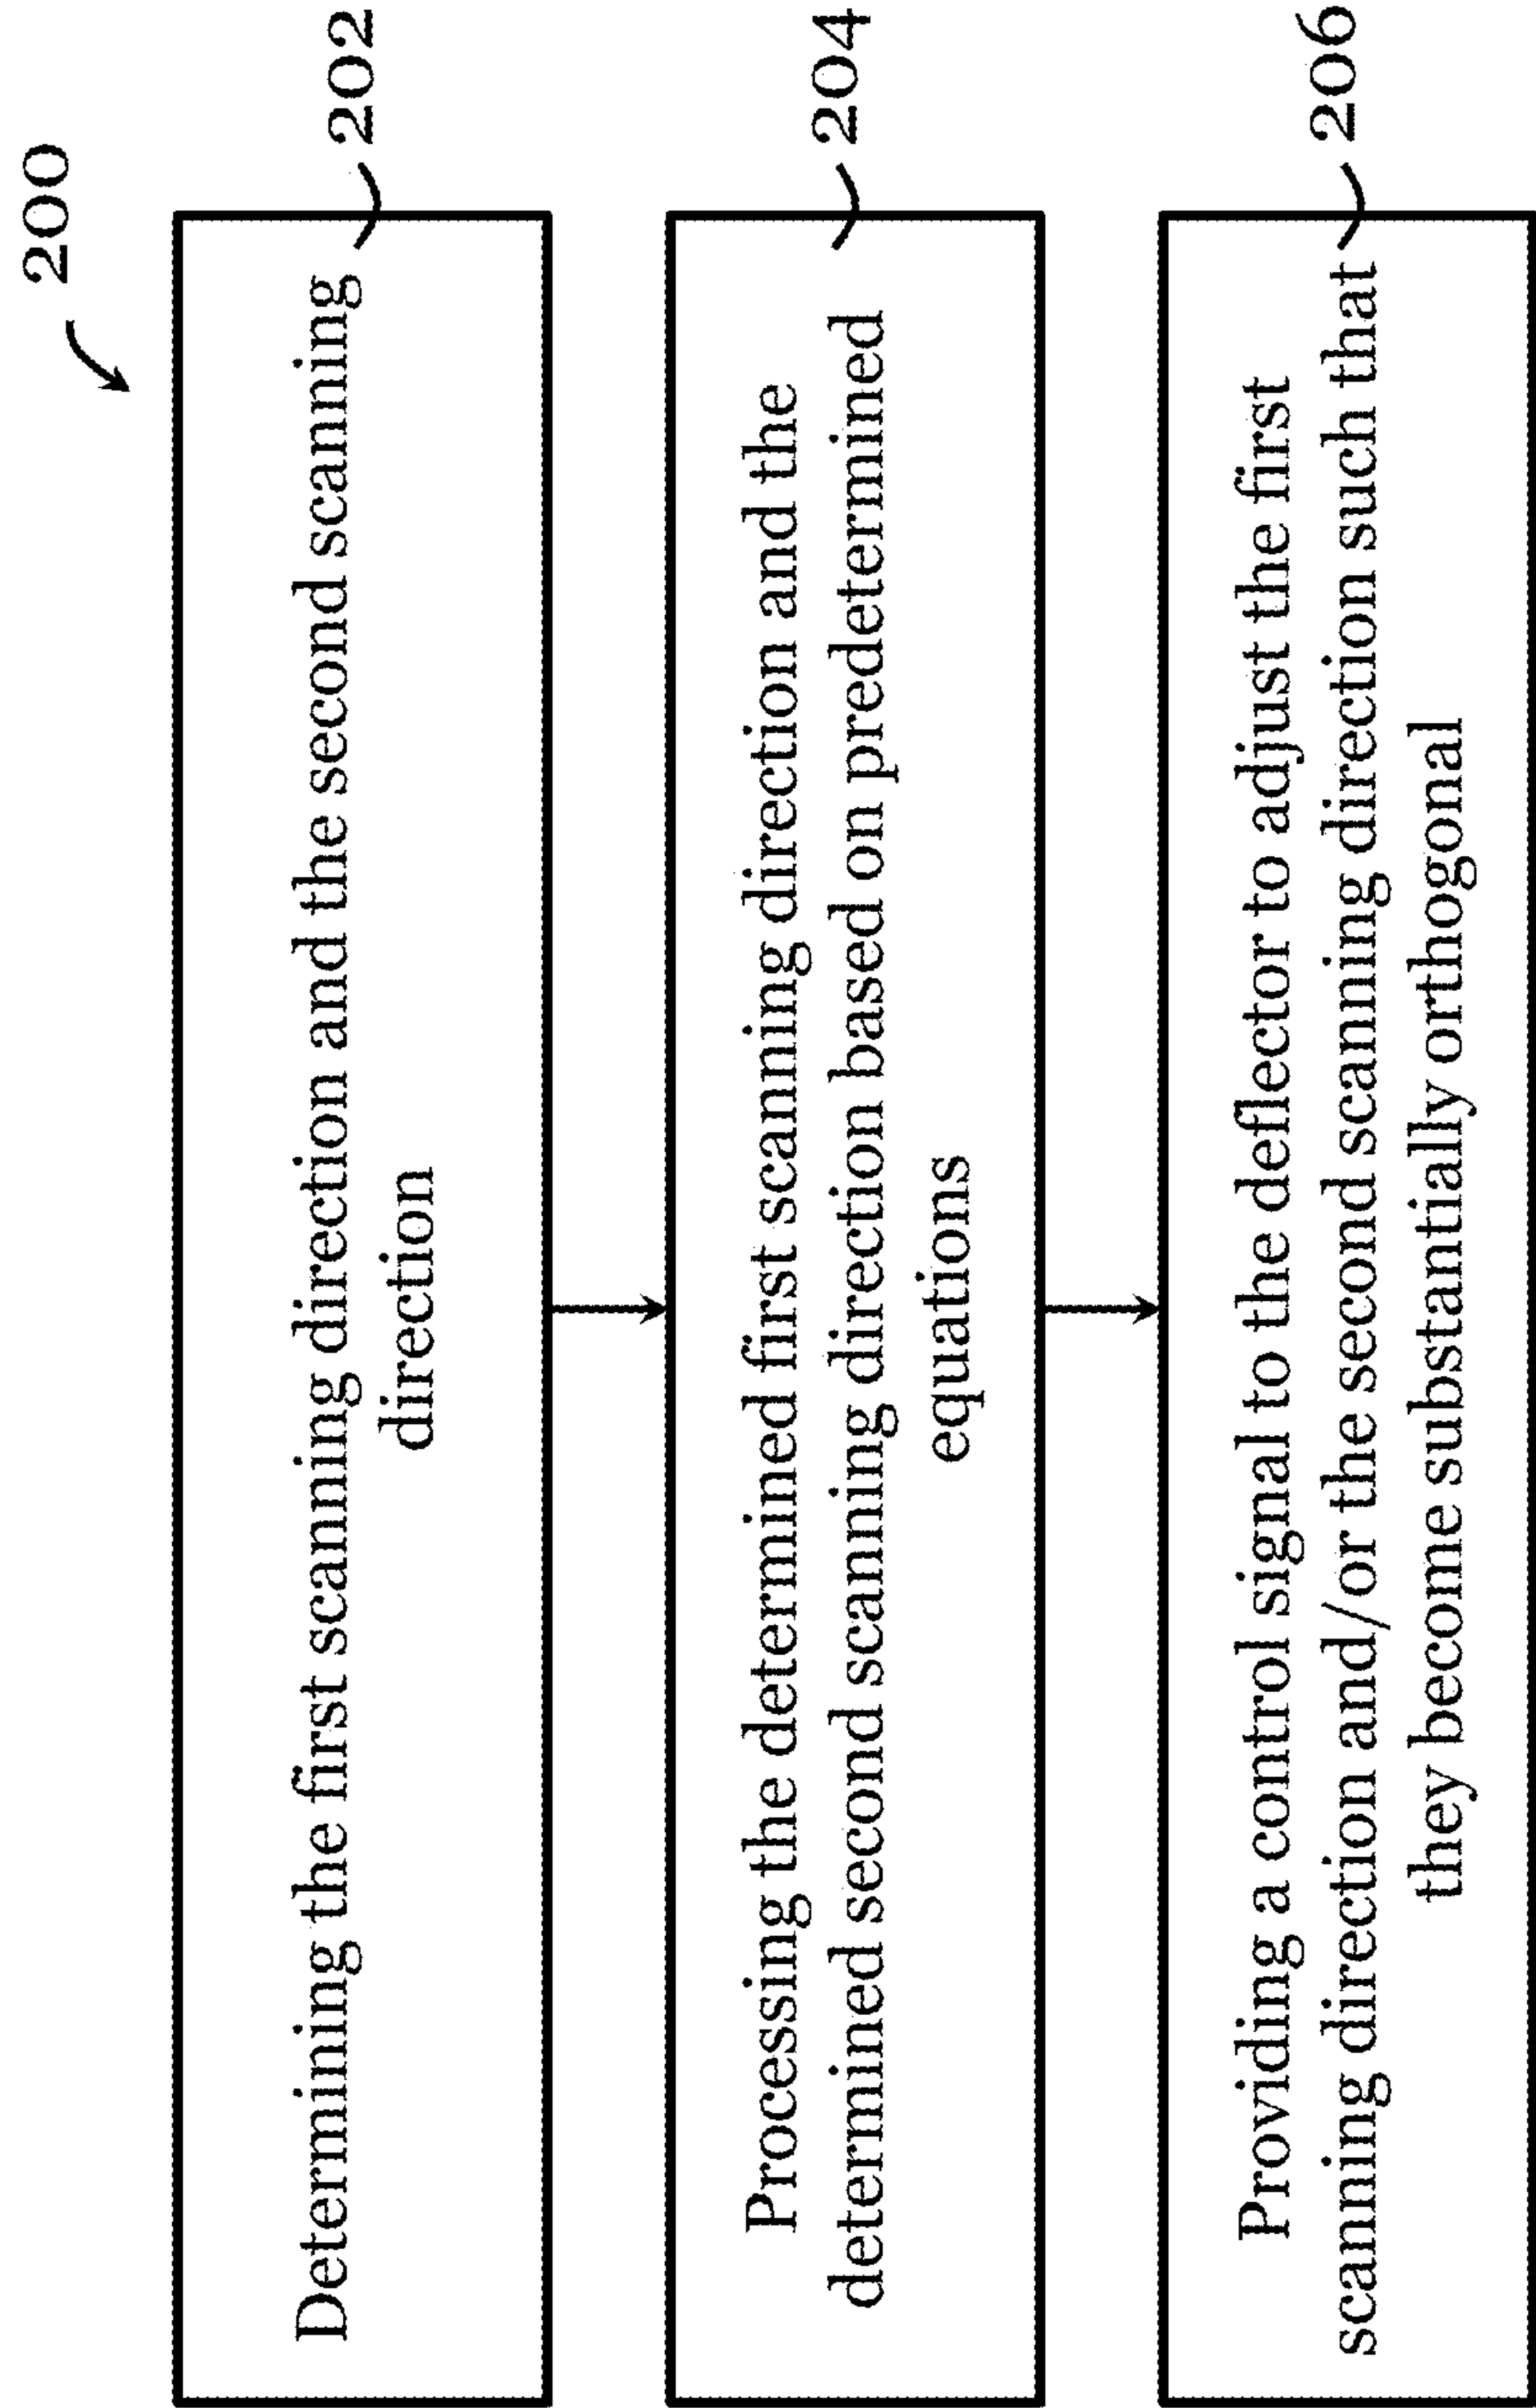 200
Determining the first scanning direction and the second scanning
direction
202
Processing the determined first scanning direction and the
determined second scanning direction based on predetermined
equations
204
Providing a control signal to the deflector to adjust the first
scanning direction and/or the second scanning direction such that
they become substantially orthogonal
206